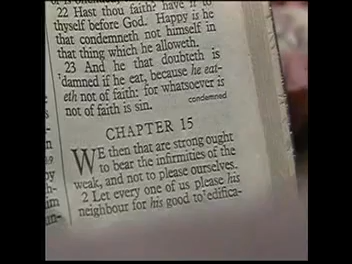 22 Hast thou faith? have it to
thyself before God. Happy is he
that condemneth not himself in
that thing which he alloweth.
23 And he that doubteth is
damned if he eat, because he eat-
eth not of faith: for whatsoever is
not of faith is sin.
condemned
CHAPTER 15
WE then that are strong ought
to bear the infirmities of the
weak, and not to please ourselves.
2 Let every one of us please his
neighbour for his good to edifica-